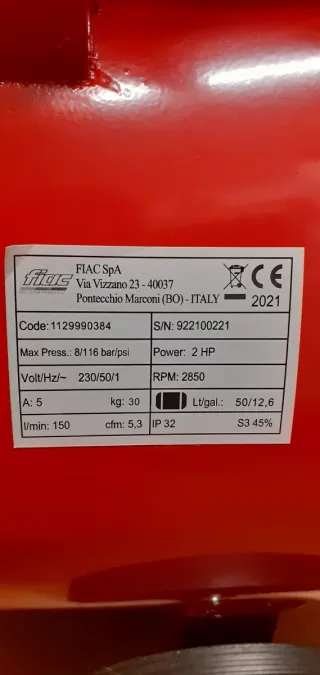 fiac
FIAC SpA
Via Vizzano 23 - 40037
Pontecchio Marconi (BO) - ITALY
CE
2021
Code: 1129990384
S/N: 922100221
Max Press.: 8/116 bar/psi
Power: 2 HP
Volt/Hz/~ 230/50/1
RPM: 2850
A: 5 kg: 30
Lt/gal.: 50/12,6
l/min: 150 cfm: 5,3
IP 32 S3 45%